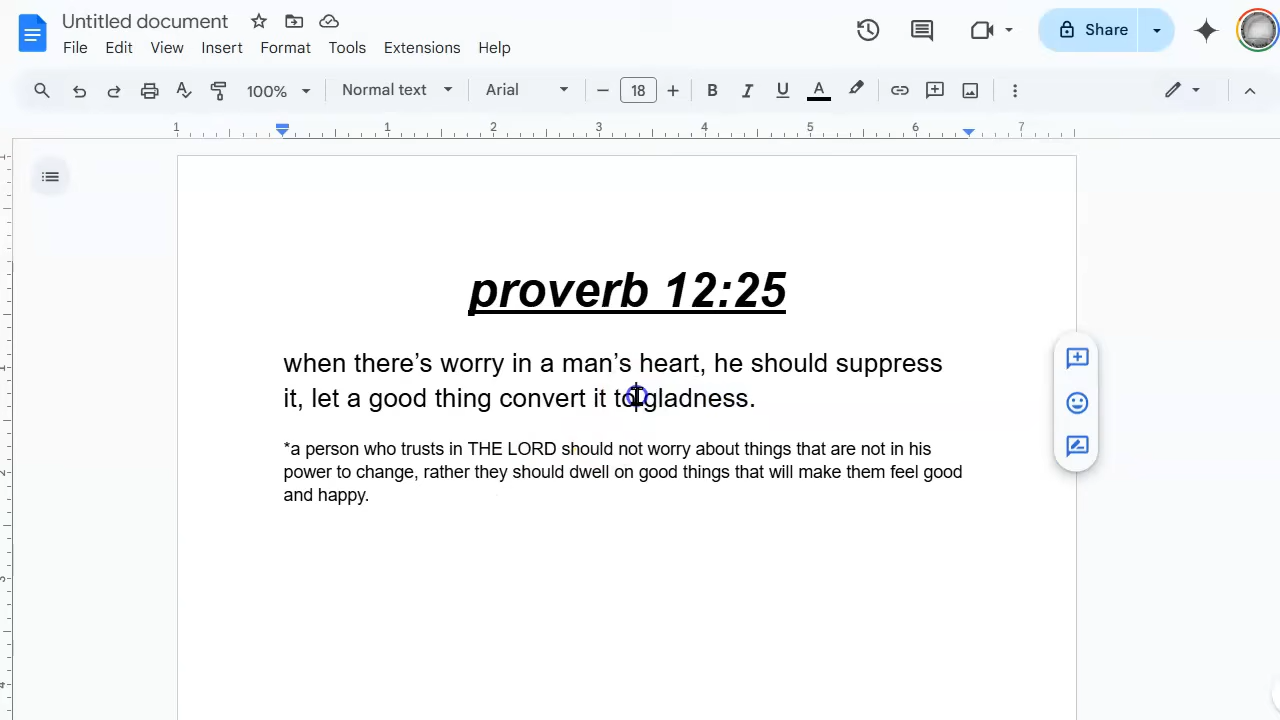 Untitled document
File Edit View Insert Format Tools Extensions Help
Share
100% Normal text Arial 18 B I U A
1 1 2 3 4 5 6 7
proverb 12:25
when there’s worry in a man’s heart, he should suppress
it, let a good thing convert it to gladness.
*a person who trusts in THE LORD should not worry about things that are not in his
power to change, rather they should dwell on good things that will make them feel good
and happy.